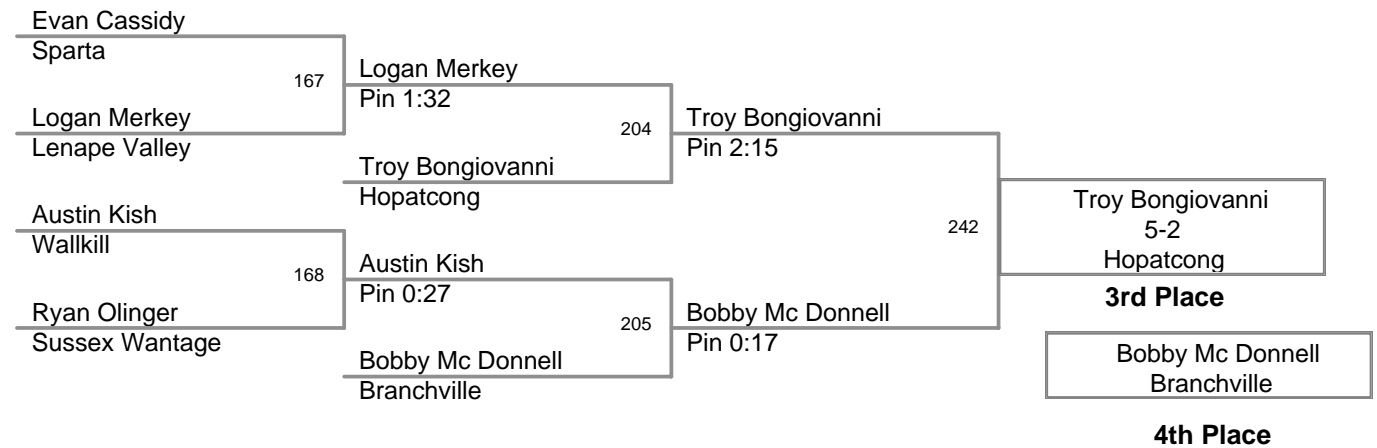 Evan Cassidy
Sparta
167
Logan Merkey
Pin 1:32
Logan Merkey
Lenape Valley
204
Troy Bongiovanni
Pin 2:15
Troy Bongiovanni
Hopatcong
Austin Kish
Wallkill
168
Austin Kish
Pin 0:27
Ryan Olinger
Sussex Wantage
205
Bobby Mc Donnell
Pin 0:17
Bobby Mc Donnell
Branchville
242
Troy Bongiovanni
5-2
Hopatcong
3rd Place
Bobby Mc Donnell
Branchville
4th Place